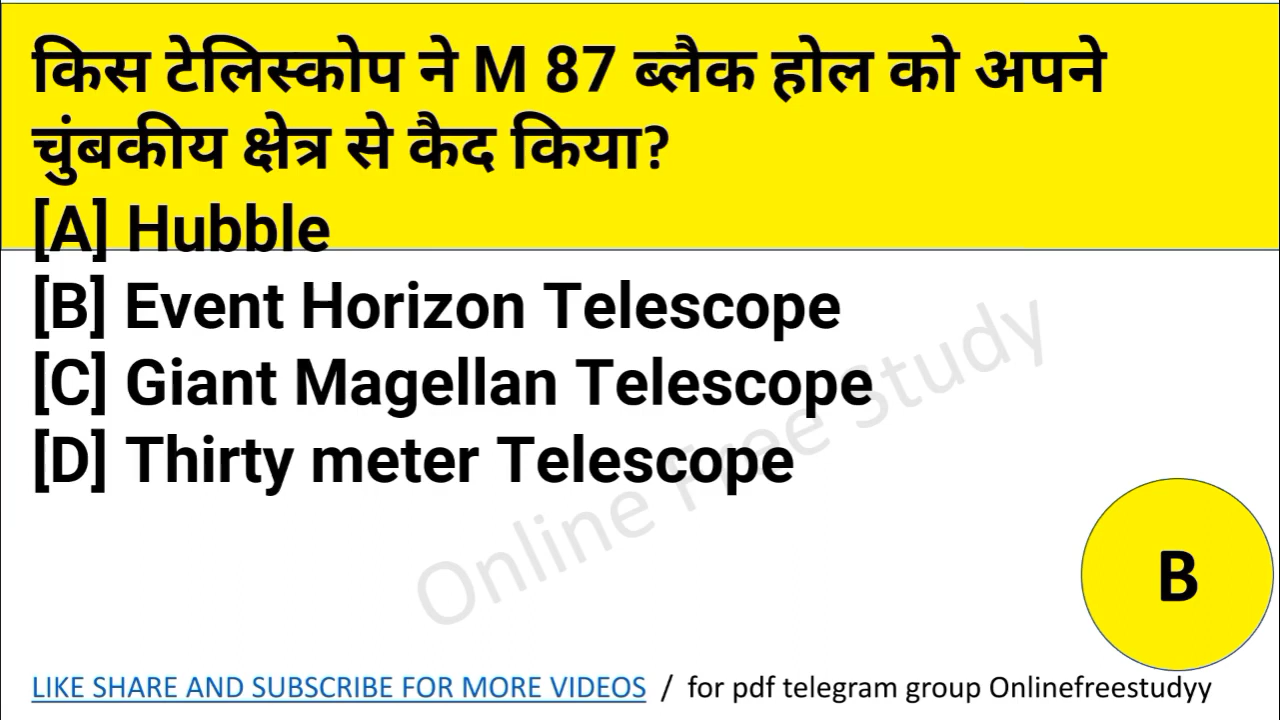 किस टेलिस्कोप ने M 87 ब्लैक होल को अपने
चुंबकीय क्षेत्र से कैद किया?
[A] Hubble
[B] Event Horizon Telescope
[C] Giant Magellan Telescope
[D] Thirty meter Telescope
Online Free Study
B
LIKE SHARE AND SUBSCRIBE FOR MORE VIDEOS / for pdf telegram group Onlinefreestudyy